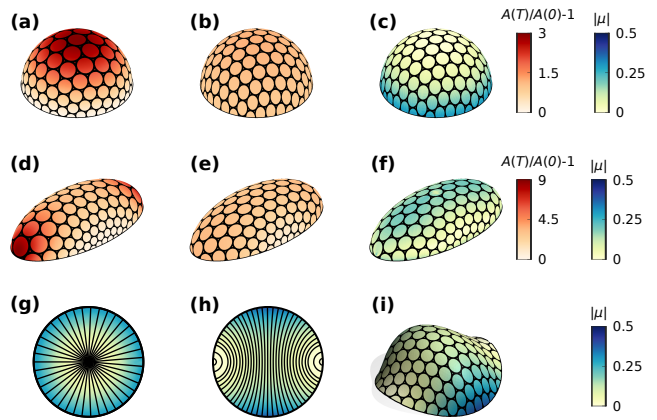 (a)
(b)
(c)
A(T)/A(0)-1
|μ|
3
1.5
0
0.5
0.25
0
(d)
(e)
(f)
A(T)/A(0)-1
|μ|
9
4.5
0
0.5
0.25
0
(g)
(h)
(i)
|μ|
0.5
0.25
0